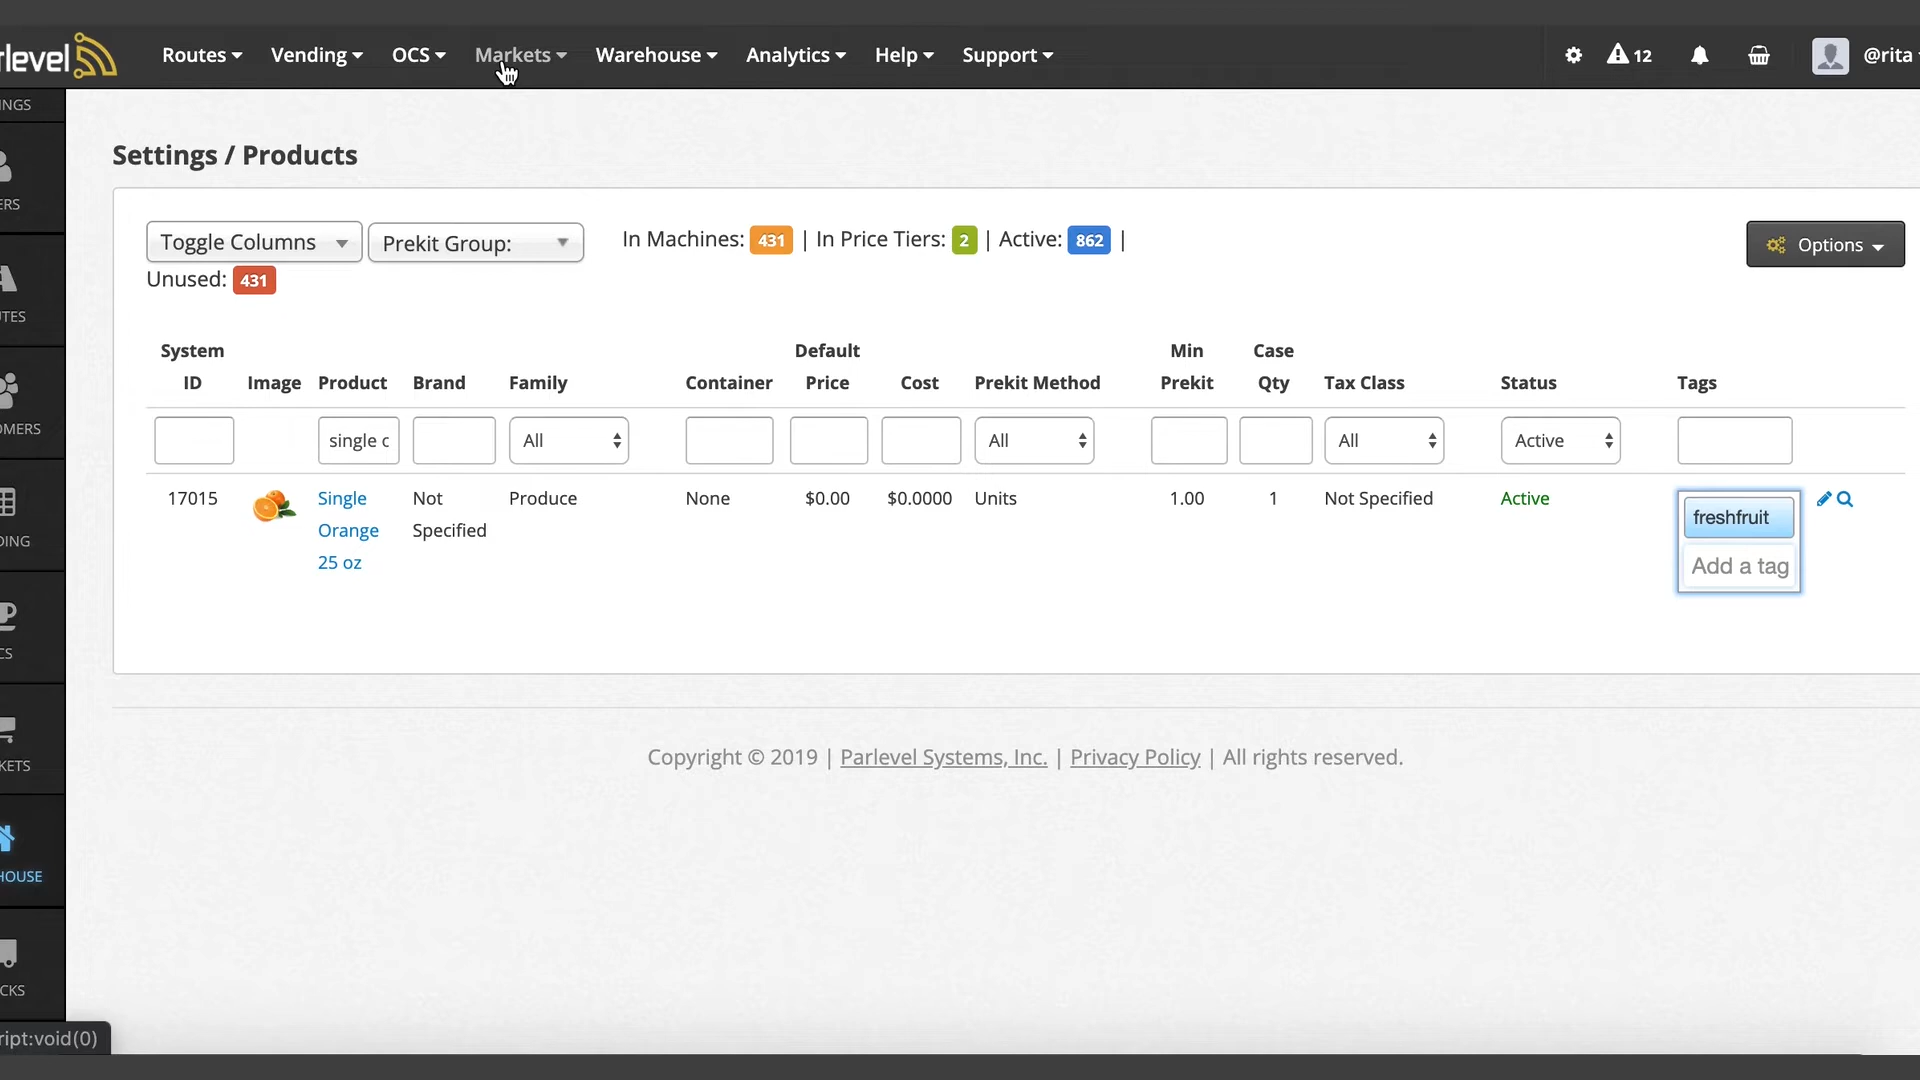 rlevel Routes Vending OCS Markets Warehouse Analytics Help Support 12 @rita
INGS
Settings / Products
ERS
Toggle Columns Prekit Group: In Machines: 431 | In Price Tiers: 2 | Active: 862 | Options
Unused: 431
UTES
System Default Min Case
ID Image Product Brand Family Container Price Cost Prekit Method Prekit Qty Tax Class Status Tags
OMERS
single c All All All Active
17015 Single Not Produce None $0.00 $0.0000 Units 1.00 1 Not Specified Active freshfruit
Orange Specified
25 oz Add a tag
DING
CS
Copyright © 2019 | Parlevel Systems, Inc. | Privacy Policy | All rights reserved.
KETS
HOUSE
CKS
ript:void(0)